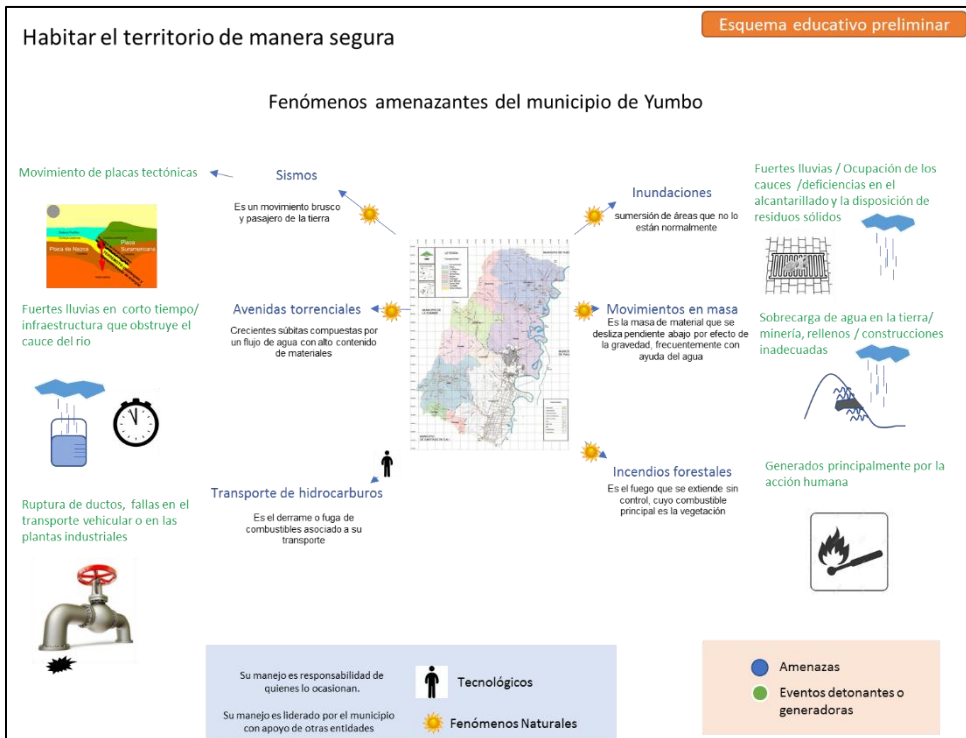 Esquema educativo preliminar
Habitar el territorio de manera segura
Fenómenos amenazantes del municipio de Yumbo
Movimiento de placas tectónicas
Sismos
Es un movimiento brusco
y pasajero de la tierra
Placa de Nazca
Placa
Suramericana
Inundaciones
sumersión de áreas que no lo
están normalmente
Fuertes lluvias / Ocupación de los
cauces /deficiencias en el
alcantarillado y la disposición de
residuos sólidos
Fuertes lluvias en corto tiempo/
infraestructura que obstruye el
cauce del rio
Avenidas torrenciales
Crecientes súbitas compuestas por
un flujo de agua con alto contenido
de materiales
Movimientos en masa
Es la masa de material que se
desliza pendiente abajo por efecto de
la gravedad, frecuentemente con
ayuda del agua
Sobrecarga de agua en la tierra/
minería, rellenos / construcciones
inadecuadas
Transporte de hidrocarburos
Es el derrame o fuga de
combustibles asociado a su
transporte
Ruptura de ductos, fallas en el
transporte vehicular o en las
plantas industriales
Incendios forestales
Es el fuego que se extiende sin
control, cuyo combustible
principal es la vegetación
Generados principalmente por la
acción humana
Su manejo es responsabilidad de
quienes lo ocasionan.
Tecnológicos
Su manejo es liderado por el municipio
con apoyo de otras entidades
Fenómenos Naturales
Amenazas
Eventos detonantes o
generadoras